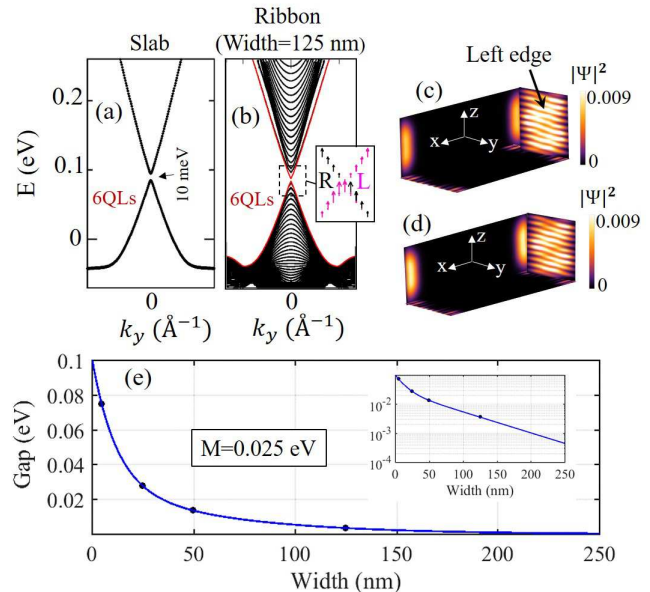 Slab
Ribbon
(Width=125 nm)
E (eV)
0.2
0.1
0
(a)
10 meV
6QLs
0
k_y (Å⁻¹)
(b)
6QLs
R L
0
k_y (Å⁻¹)
Left edge
(c)
z
x y
|Ψ|²
0.009
0
(d)
z
x y
|Ψ|²
0.009
0
(e)
Gap (eV)
0.1
0.08
0.06
0.04
0.02
M=0.025 eV
0 50 100 150 200 250
Width (nm)
10⁻²
10⁻³
10⁻⁴
0 50 100 150 200 250
Width (nm)